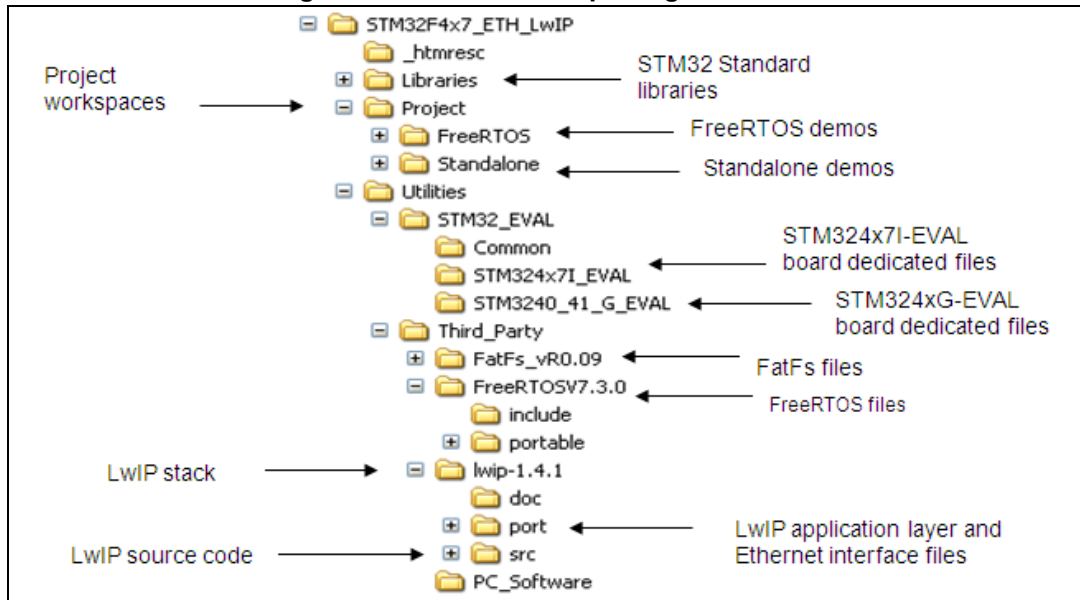 STM32F4x7_ETH_LwIP
_htmresc
Project
workspaces
Libraries
STM32 Standard
libraries
Project
FreeRTOS
FreeRTOS demos
Standalone
Standalone demos
Utilities
STM32_EVAL
Common
STM324x7I-EVAL
board dedicated files
STM324x7I_EVAL
STM3240_41_G_EVAL
STM324xG-EVAL
board dedicated files
Third_Party
FatFs_vR0.09
FatFs files
FreeRTOSV7.3.0
FreeRTOS files
include
portable
LwIP stack
lwip-1.4.1
doc
port
LwIP application layer and
Ethernet interface files
LwIP source code
src
PC_Software